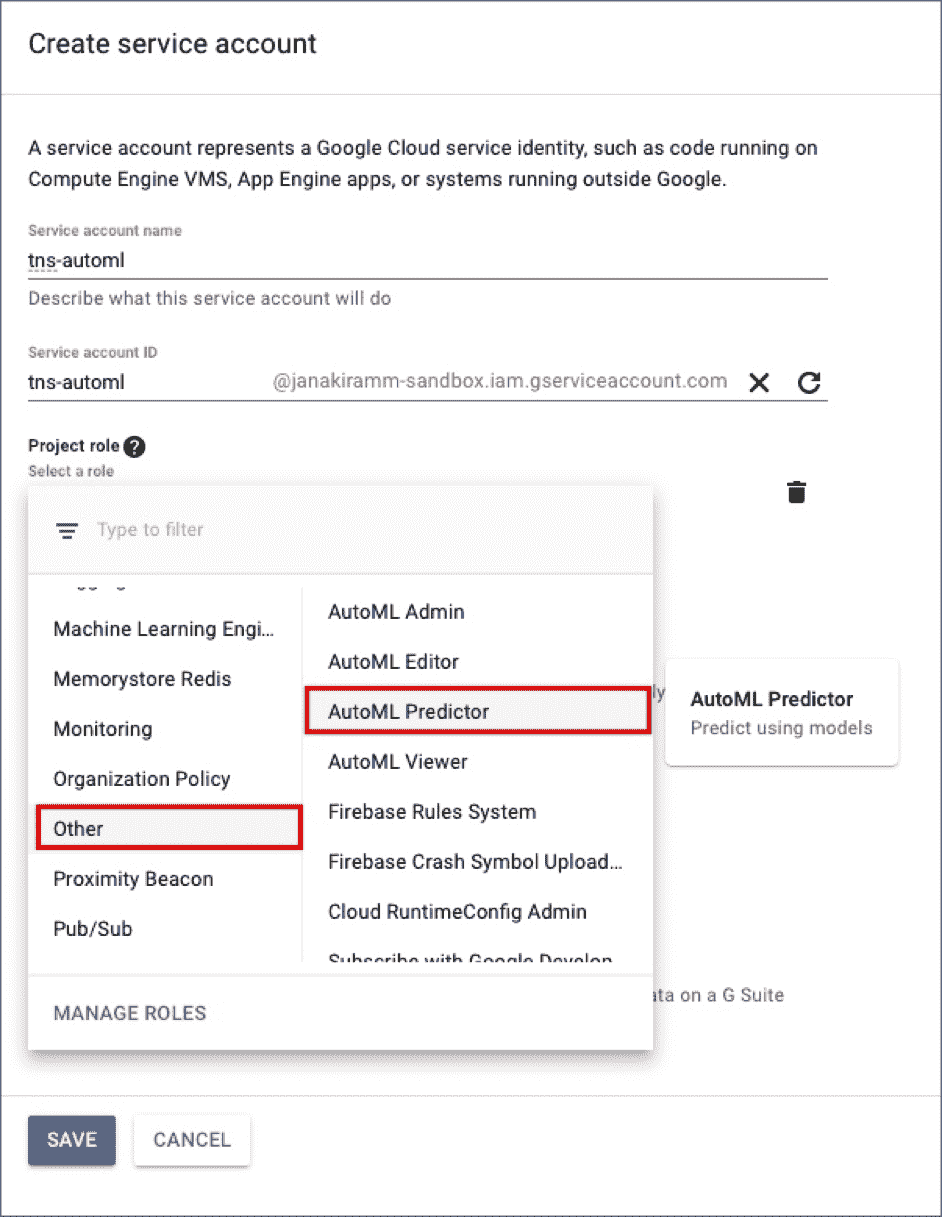 Create service account
A service account represents a Google Cloud service identity, such as code running on
Compute Engine VMS, App Engine apps, or systems running outside Google.
Service account name
tns-automl
Describe what this service account will do
Service account ID
tns-automl @janakiramm-sandbox.iam.gserviceaccount.com
Project role ?
Select a role
Type to filter
Machine Learning Engi...
Memorystore Redis
Monitoring
Organization Policy
Other
Proximity Beacon
Pub/Sub
AutoML Admin
AutoML Editor
AutoML Predictor
AutoML Viewer
Firebase Rules System
Firebase Crash Symbol Upload...
Cloud RuntimeConfig Admin
Subscribe with Google Develop
ly
AutoML Predictor
Predict using models
ata on a G Suite
MANAGE ROLES
SAVE CANCEL